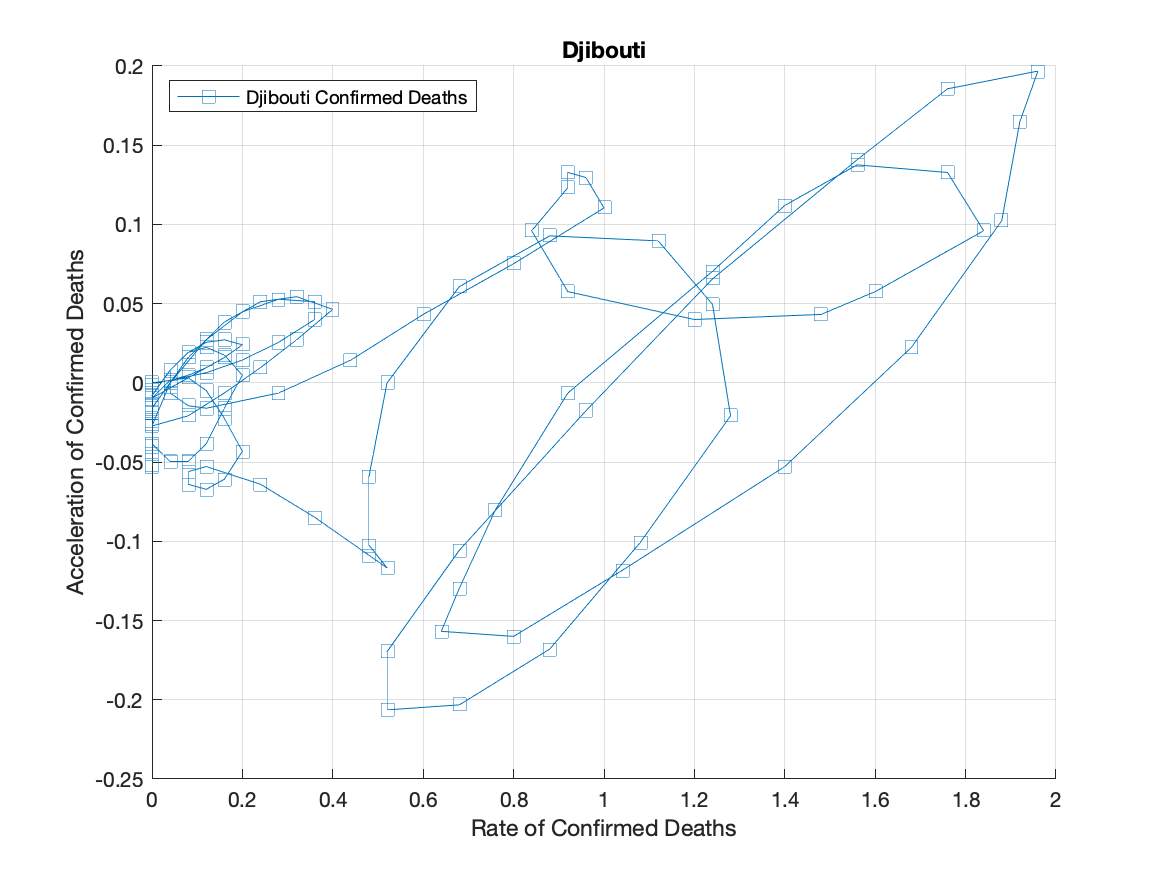 Djibouti
Djibouti Confirmed Deaths
0.2
0.15
0.1
0.05
0
-0.05
-0.1
-0.15
-0.2
-0.25
Acceleration of Confirmed Deaths
0 0.2 0.4 0.6 0.8 1 1.2 1.4 1.6 1.8 2
Rate of Confirmed Deaths